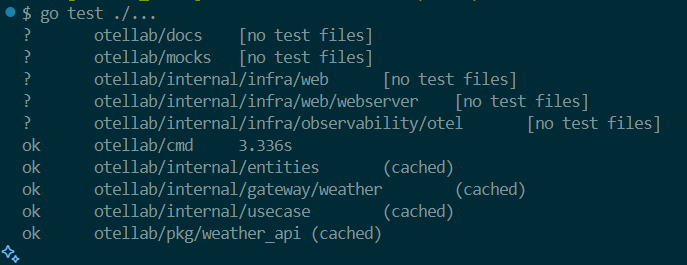 $ go test ./...
?       otellab/docs    [no test files]
?       otellab/mocks   [no test files]
?       otellab/internal/infra/web      [no test files]
?       otellab/internal/infra/web/webserver    [no test files]
?       otellab/internal/infra/observability/otel       [no test files]
ok      otellab/cmd     3.336s
ok      otellab/internal/entities       (cached)
ok      otellab/internal/gateway/weather        (cached)
ok      otellab/internal/usecase        (cached)
ok      otellab/pkg/weather_api (cached)